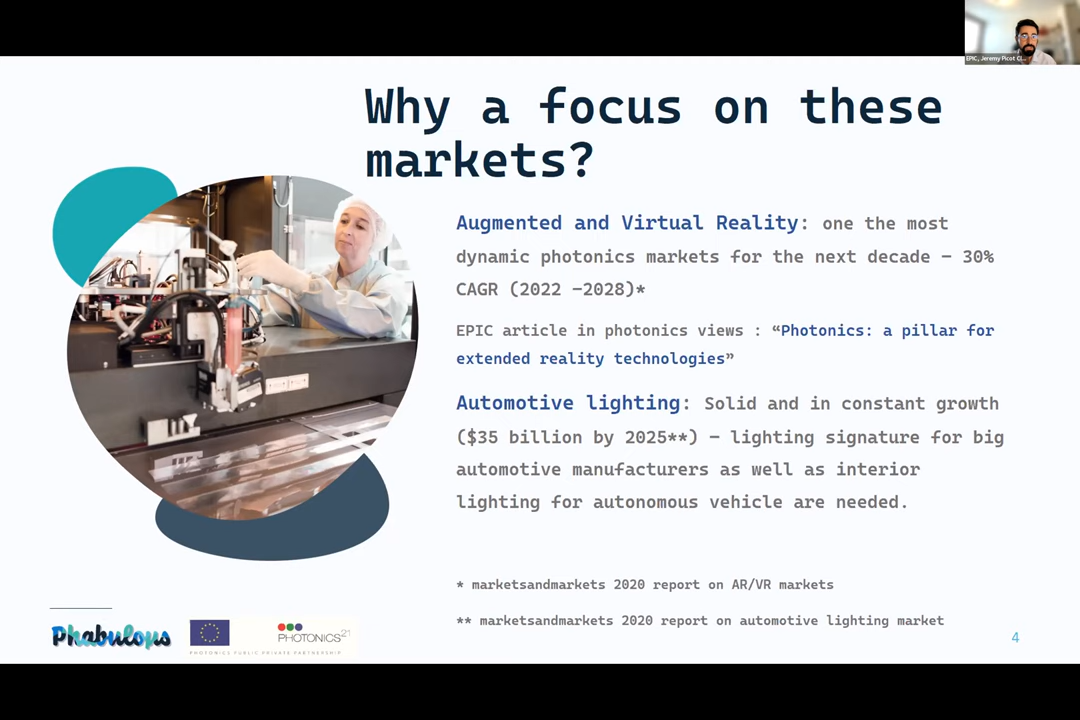 EPIC, Jeremy Picot Cl...
Why a focus on these
markets?
Augmented and Virtual Reality: one the most
dynamic photonics markets for the next decade – 30%
CAGR (2022 –2028)*
EPIC article in photonics views : “Photonics: a pillar for
extended reality technologies”
Automotive lighting: Solid and in constant growth
($35 billion by 2025**) – lighting signature for big
automotive manufacturers as well as interior
lighting for autonomous vehicle are needed.
* marketsandmarkets 2020 report on AR/VR markets
** marketsandmarkets 2020 report on automotive lighting market
Phabulous
PHOTONICS²¹
PHOTONICS PUBLIC PRIVATE PARTNERSHIP
4